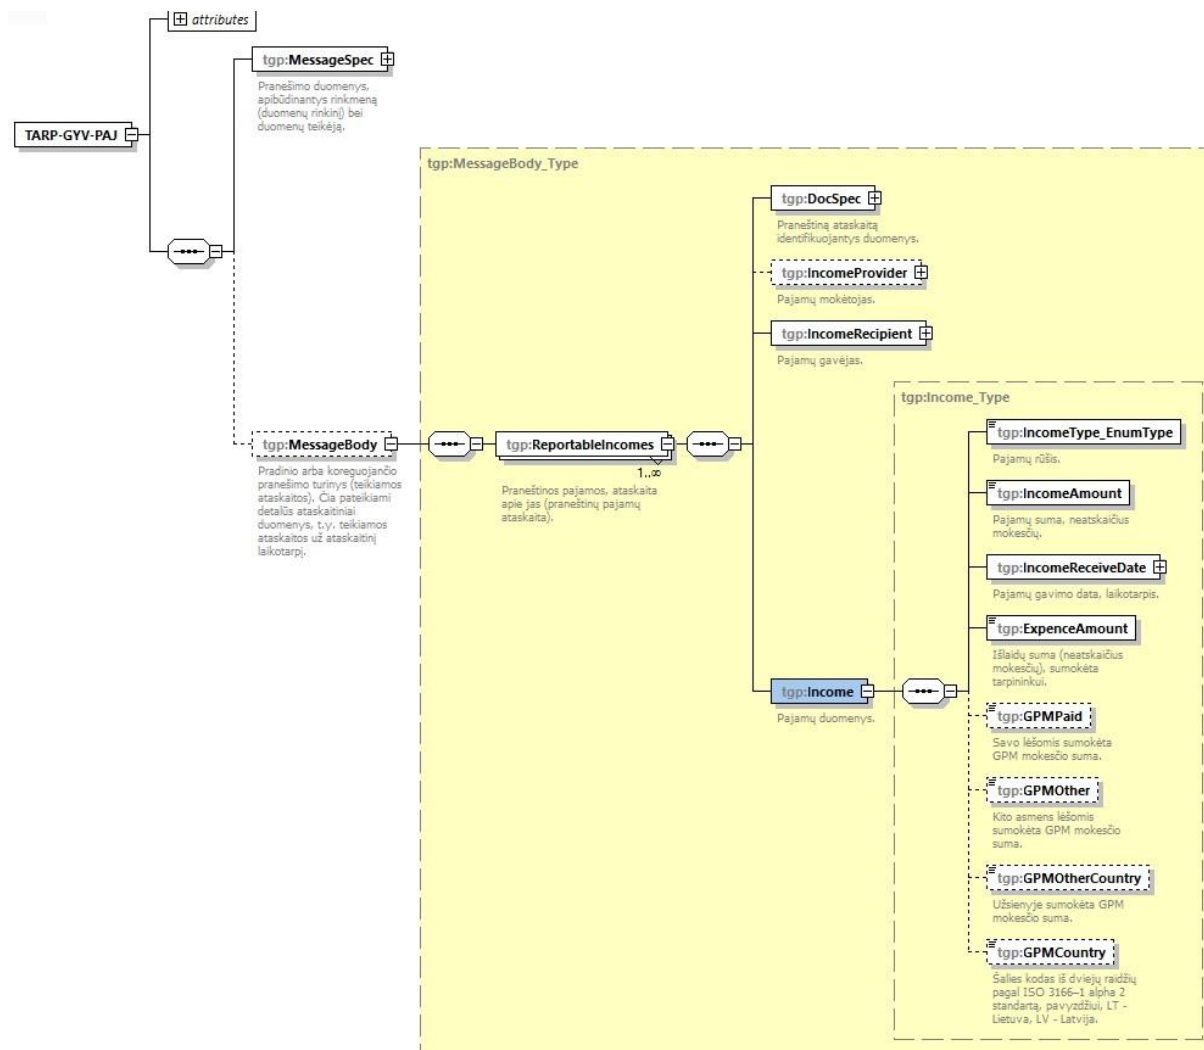 attributes
tgp:MessageSpec
Pranešimo duomenys,
apibūdinantys rinkmeną
(duomenų rinkinį) bei
duomenų teikėją.
TARP-GYV-PAJ
tgp:MessageBody_Type
tgp:DocSpec
Praneštiną ataskaitą
identifikuojantys duomenys.
tgp:IncomeProvider
Pajamų mokėtojas.
tgp:IncomeRecipient
Pajamų gavėjas.
tgp:MessageBody
Pradinio arba koreguojančio
pranešimo turinys (teikiamos
ataskaitos). Čia pateikiami
detalūs ataskaitiniai
duomenys, t.y. teikiamos
ataskaitos už ataskaitinį
laikotarpį.
tgp:ReportableIncomes
1..∞
Praneštinos pajamos, ataskaita
apie jas (praneštinų pajamų
ataskaita).
tgp:Income
Pajamų duomenys.
tgp:Income_Type
tgp:IncomeType_EnumType
Pajamų rūšis.
tgp:IncomeAmount
Pajamų suma, neatskaičius
mokesčių.
tgp:IncomeReceiveDate
Pajamų gavimo data, laikotarpis.
tgp:ExpenceAmount
Išlaidų suma (neatskaičius
mokesčių), sumokėta
tarpininkui.
tgp:GPMPaid
Savo lėšomis sumokėta
GPM mokesčio suma.
tgp:GPMOther
Kito asmens lėšomis
sumokėta GPM mokesčio
suma.
tgp:GPMOtherCountry
Užsienyje sumokėta GPM
mokesčio suma.
tgp:GPMCountry
Šalies kodas iš dviejų raidžių
pagal ISO 3166–1 alpha 2
standartą, pavyzdžiui, LT -
Lietuva, LV - Latvija.